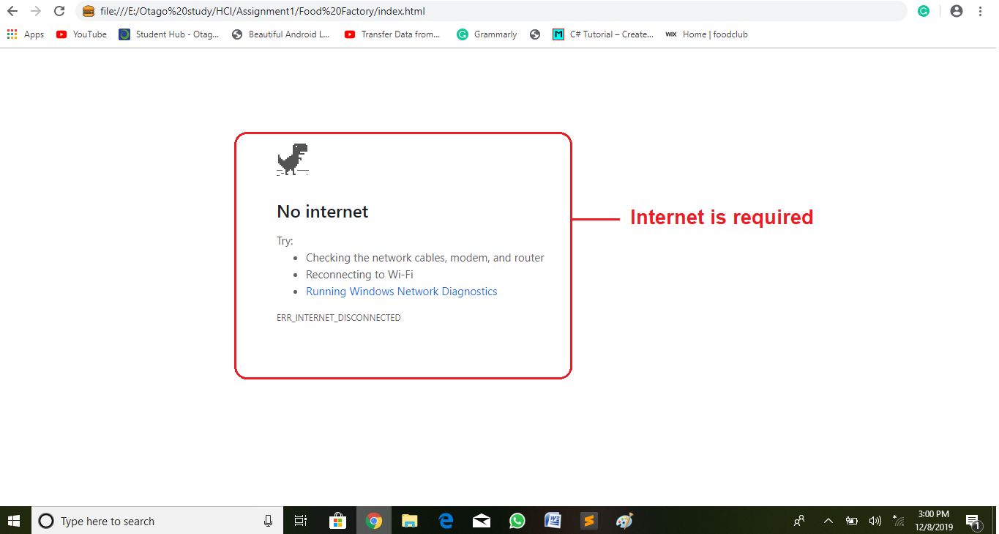 file:///E:/Otago%20study/HCI/Assignment1/Food%20Factory/index.html
Apps YouTube Student Hub - Otag... Beautiful Android L... Transfer Data from... Grammarly C# Tutorial – Create... WIX Home | foodclub
No internet
Internet is required
Try:
• Checking the network cables, modem, and router
• Reconnecting to Wi-Fi
• Running Windows Network Diagnostics
ERR_INTERNET_DISCONNECTED
Type here to search
3:00 PM
12/8/2019
1